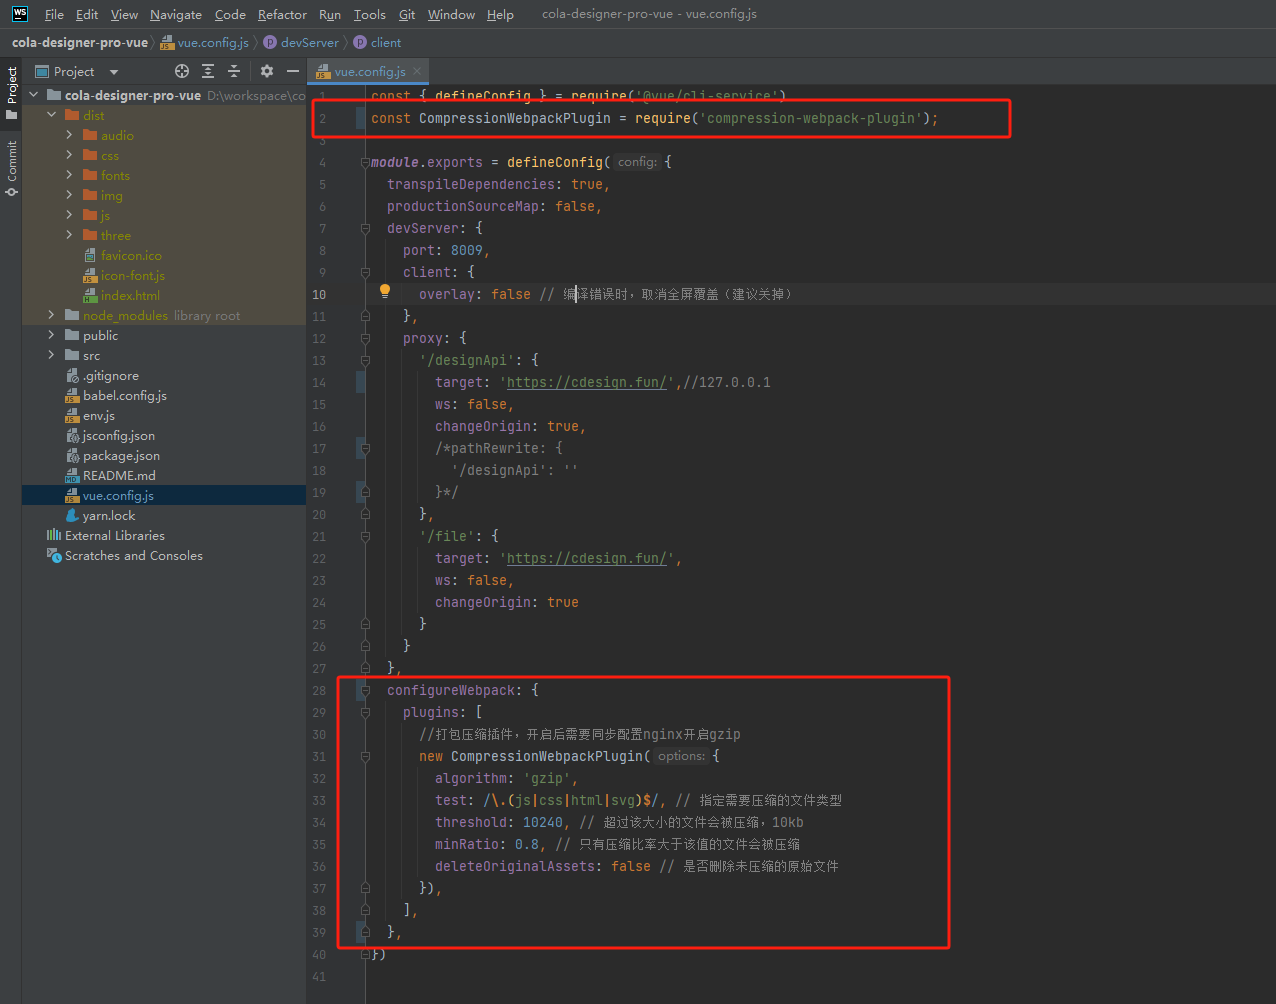 WS File Edit View Navigate Code Refactor Run Tools Git Window Help cola-designer-pro-vue - vue.config.js
cola-designer-pro-vue vue.config.js devServer client
Project
Commit
Project
cola-designer-pro-vue D:\workspace\co
dist
audio
css
fonts
img
js
three
favicon.ico
icon-font.js
index.html
node_modules library root
public
src
.gitignore
babel.config.js
env.js
jsconfig.json
package.json
README.md
vue.config.js
yarn.lock
External Libraries
Scratches and Consoles
vue.config.js
1 const { defineConfig } = require('@vue/cli-service')
2 const CompressionWebpackPlugin = require('compression-webpack-plugin');
3
4 module.exports = defineConfig( config: {
5 transpileDependencies: true,
6 productionSourceMap: false,
7 devServer: {
8 port: 8009,
9 client: {
10 overlay: false // 编译错误时，取消全屏覆盖（建议关掉）
11 },
12 proxy: {
13 '/designApi': {
14 target: 'https://cdesign.fun/',//127.0.0.1
15 ws: false,
16 changeOrigin: true,
17 /*pathRewrite: {
18 '/designApi': ''
19 }*/
20 },
21 '/file': {
22 target: 'https://cdesign.fun/',
23 ws: false,
24 changeOrigin: true
25 }
26 }
27 },
28 configureWebpack: {
29 plugins: [
30 //打包压缩插件，开启后需要同步配置nginx开启gzip
31 new CompressionWebpackPlugin( options: {
32 algorithm: 'gzip',
33 test: /\.(js|css|html|svg)$/, // 指定需要压缩的文件类型
34 threshold: 10240, // 超过该大小的文件会被压缩，10kb
35 minRatio: 0.8, // 只有压缩比率大于该值的文件会被压缩
36 deleteOriginalAssets: false // 是否删除未压缩的原始文件
37 }),
38 ],
39 },
40 })
41